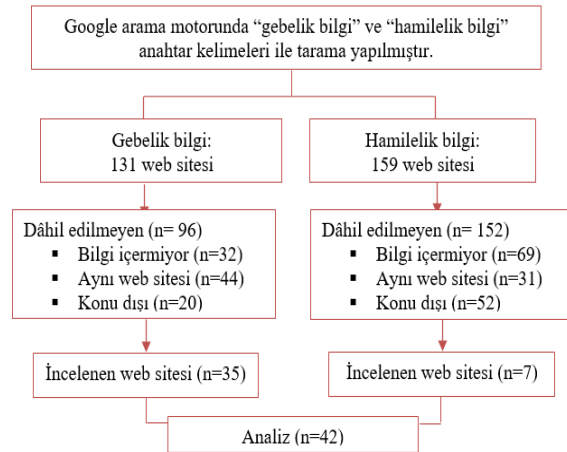 Google arama motorunda “gebelik bilgi” ve “hamilelik bilgi”
anahtar kelimeleri ile tarama yapılmıştır.
Gebelik bilgi:
131 web sitesi
Hamilelik bilgi:
159 web sitesi
Dâhil edilmeyen (n= 96)
▪ Bilgi içermiyor (n=32)
▪ Aynı web sitesi (n=44)
▪ Konu dışı (n=20)
Dâhil edilmeyen (n= 152)
▪ Bilgi içermiyor (n=69)
▪ Aynı web sitesi (n=31)
▪ Konu dışı (n=52)
İncelenen web sitesi (n=35)
İncelenen web sitesi (n=7)
Analiz (n=42)